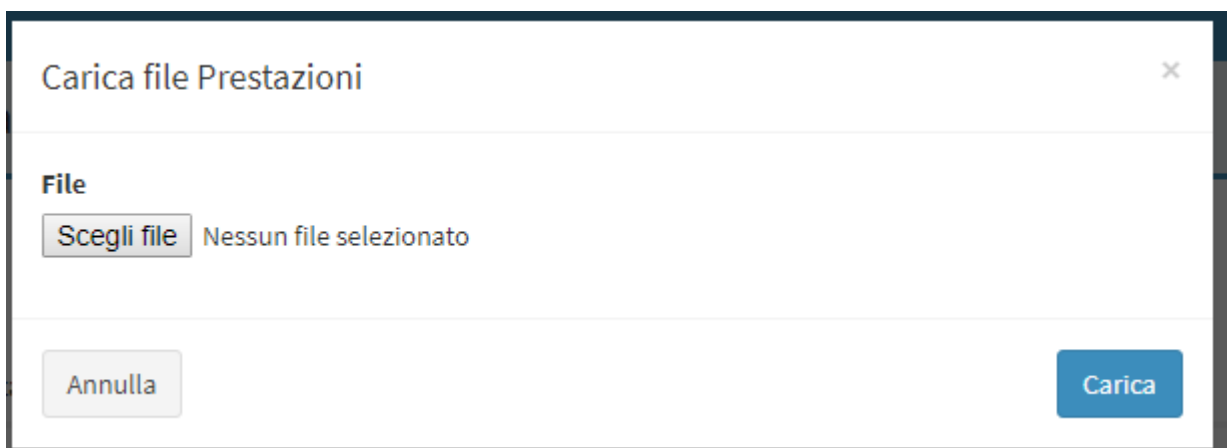 Carica file Prestazioni ×
File
Scegli file Nessun file selezionato
Annulla Carica